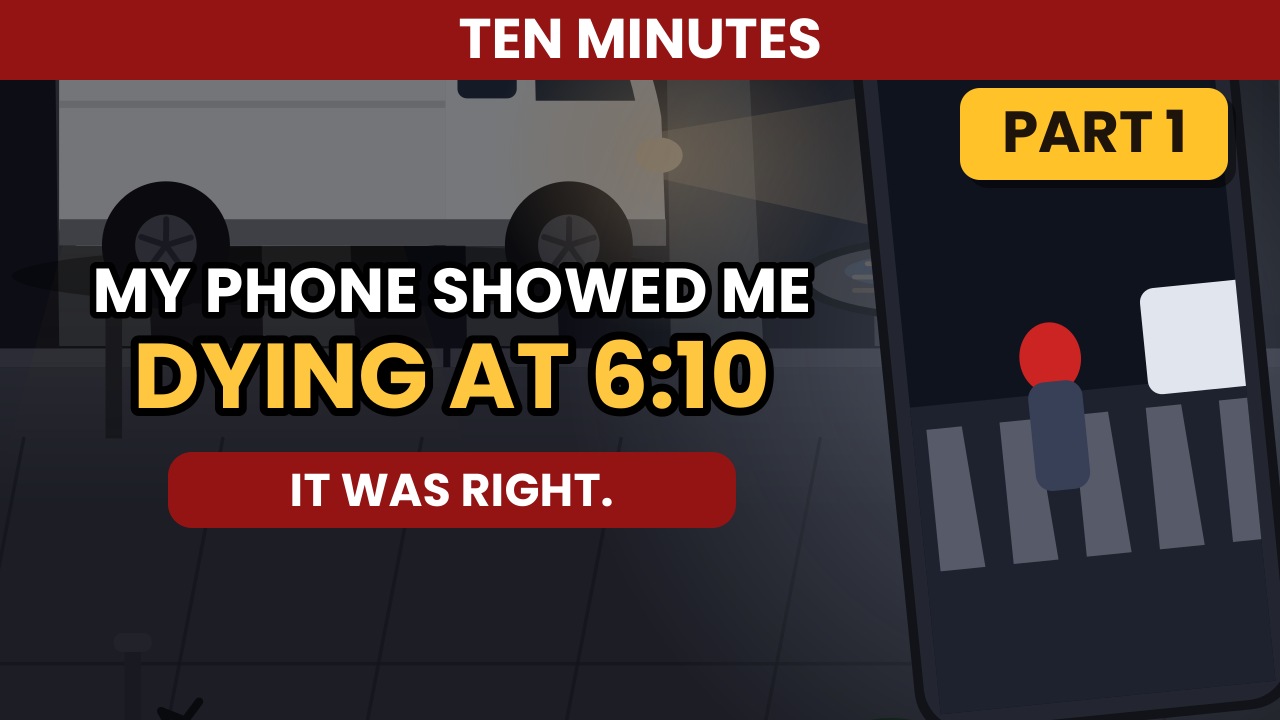 TEN MINUTES
PART 1
MY PHONE SHOWED ME
DYING AT 6:10
IT WAS RIGHT.